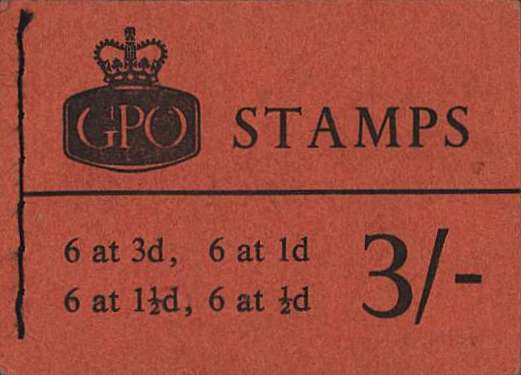 GPO
STAMPS
6 at 3d, 6 at 1d
6 at 1½d, 6 at ½d
3/-